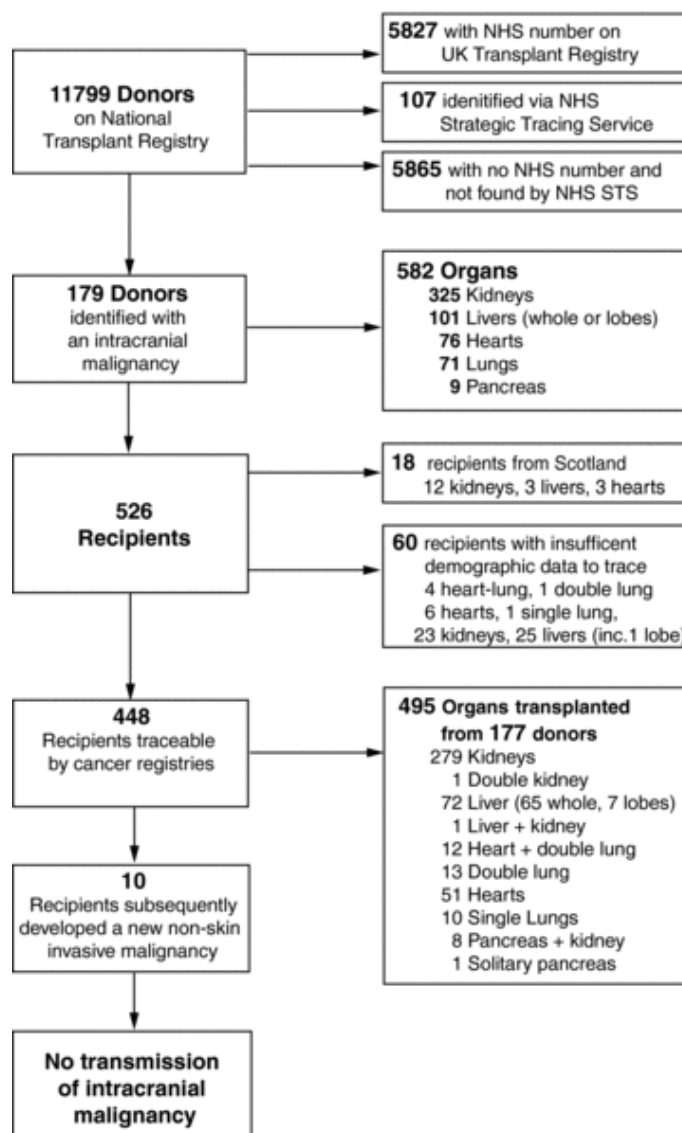 11799 Donors
on National
Transplant Registry
5827 with NHS number on
UK Transplant Registry
107 idenitified via NHS
Strategic Tracing Service
5865 with no NHS number and
not found by NHS STS
179 Donors
identified with
an intracranial
malignancy
582 Organs
325 Kidneys
101 Livers (whole or lobes)
76 Hearts
71 Lungs
9 Pancreas
526
Recipients
18 recipients from Scotland
12 kidneys, 3 livers, 3 hearts
60 recipients with insufficent
demographic data to trace
4 heart-lung, 1 double lung
6 hearts, 1 single lung,
23 kidneys, 25 livers (inc.1 lobe)
448
Recipients traceable
by cancer registries
495 Organs transplanted
from 177 donors
279 Kidneys
1 Double kidney
72 Liver (65 whole, 7 lobes)
1 Liver + kidney
12 Heart + double lung
13 Double lung
51 Hearts
10 Single Lungs
8 Pancreas + kidney
1 Solitary pancreas
10
Recipients subsequently
developed a new non-skin
invasive malignancy
No transmission
of intracranial
malignancy